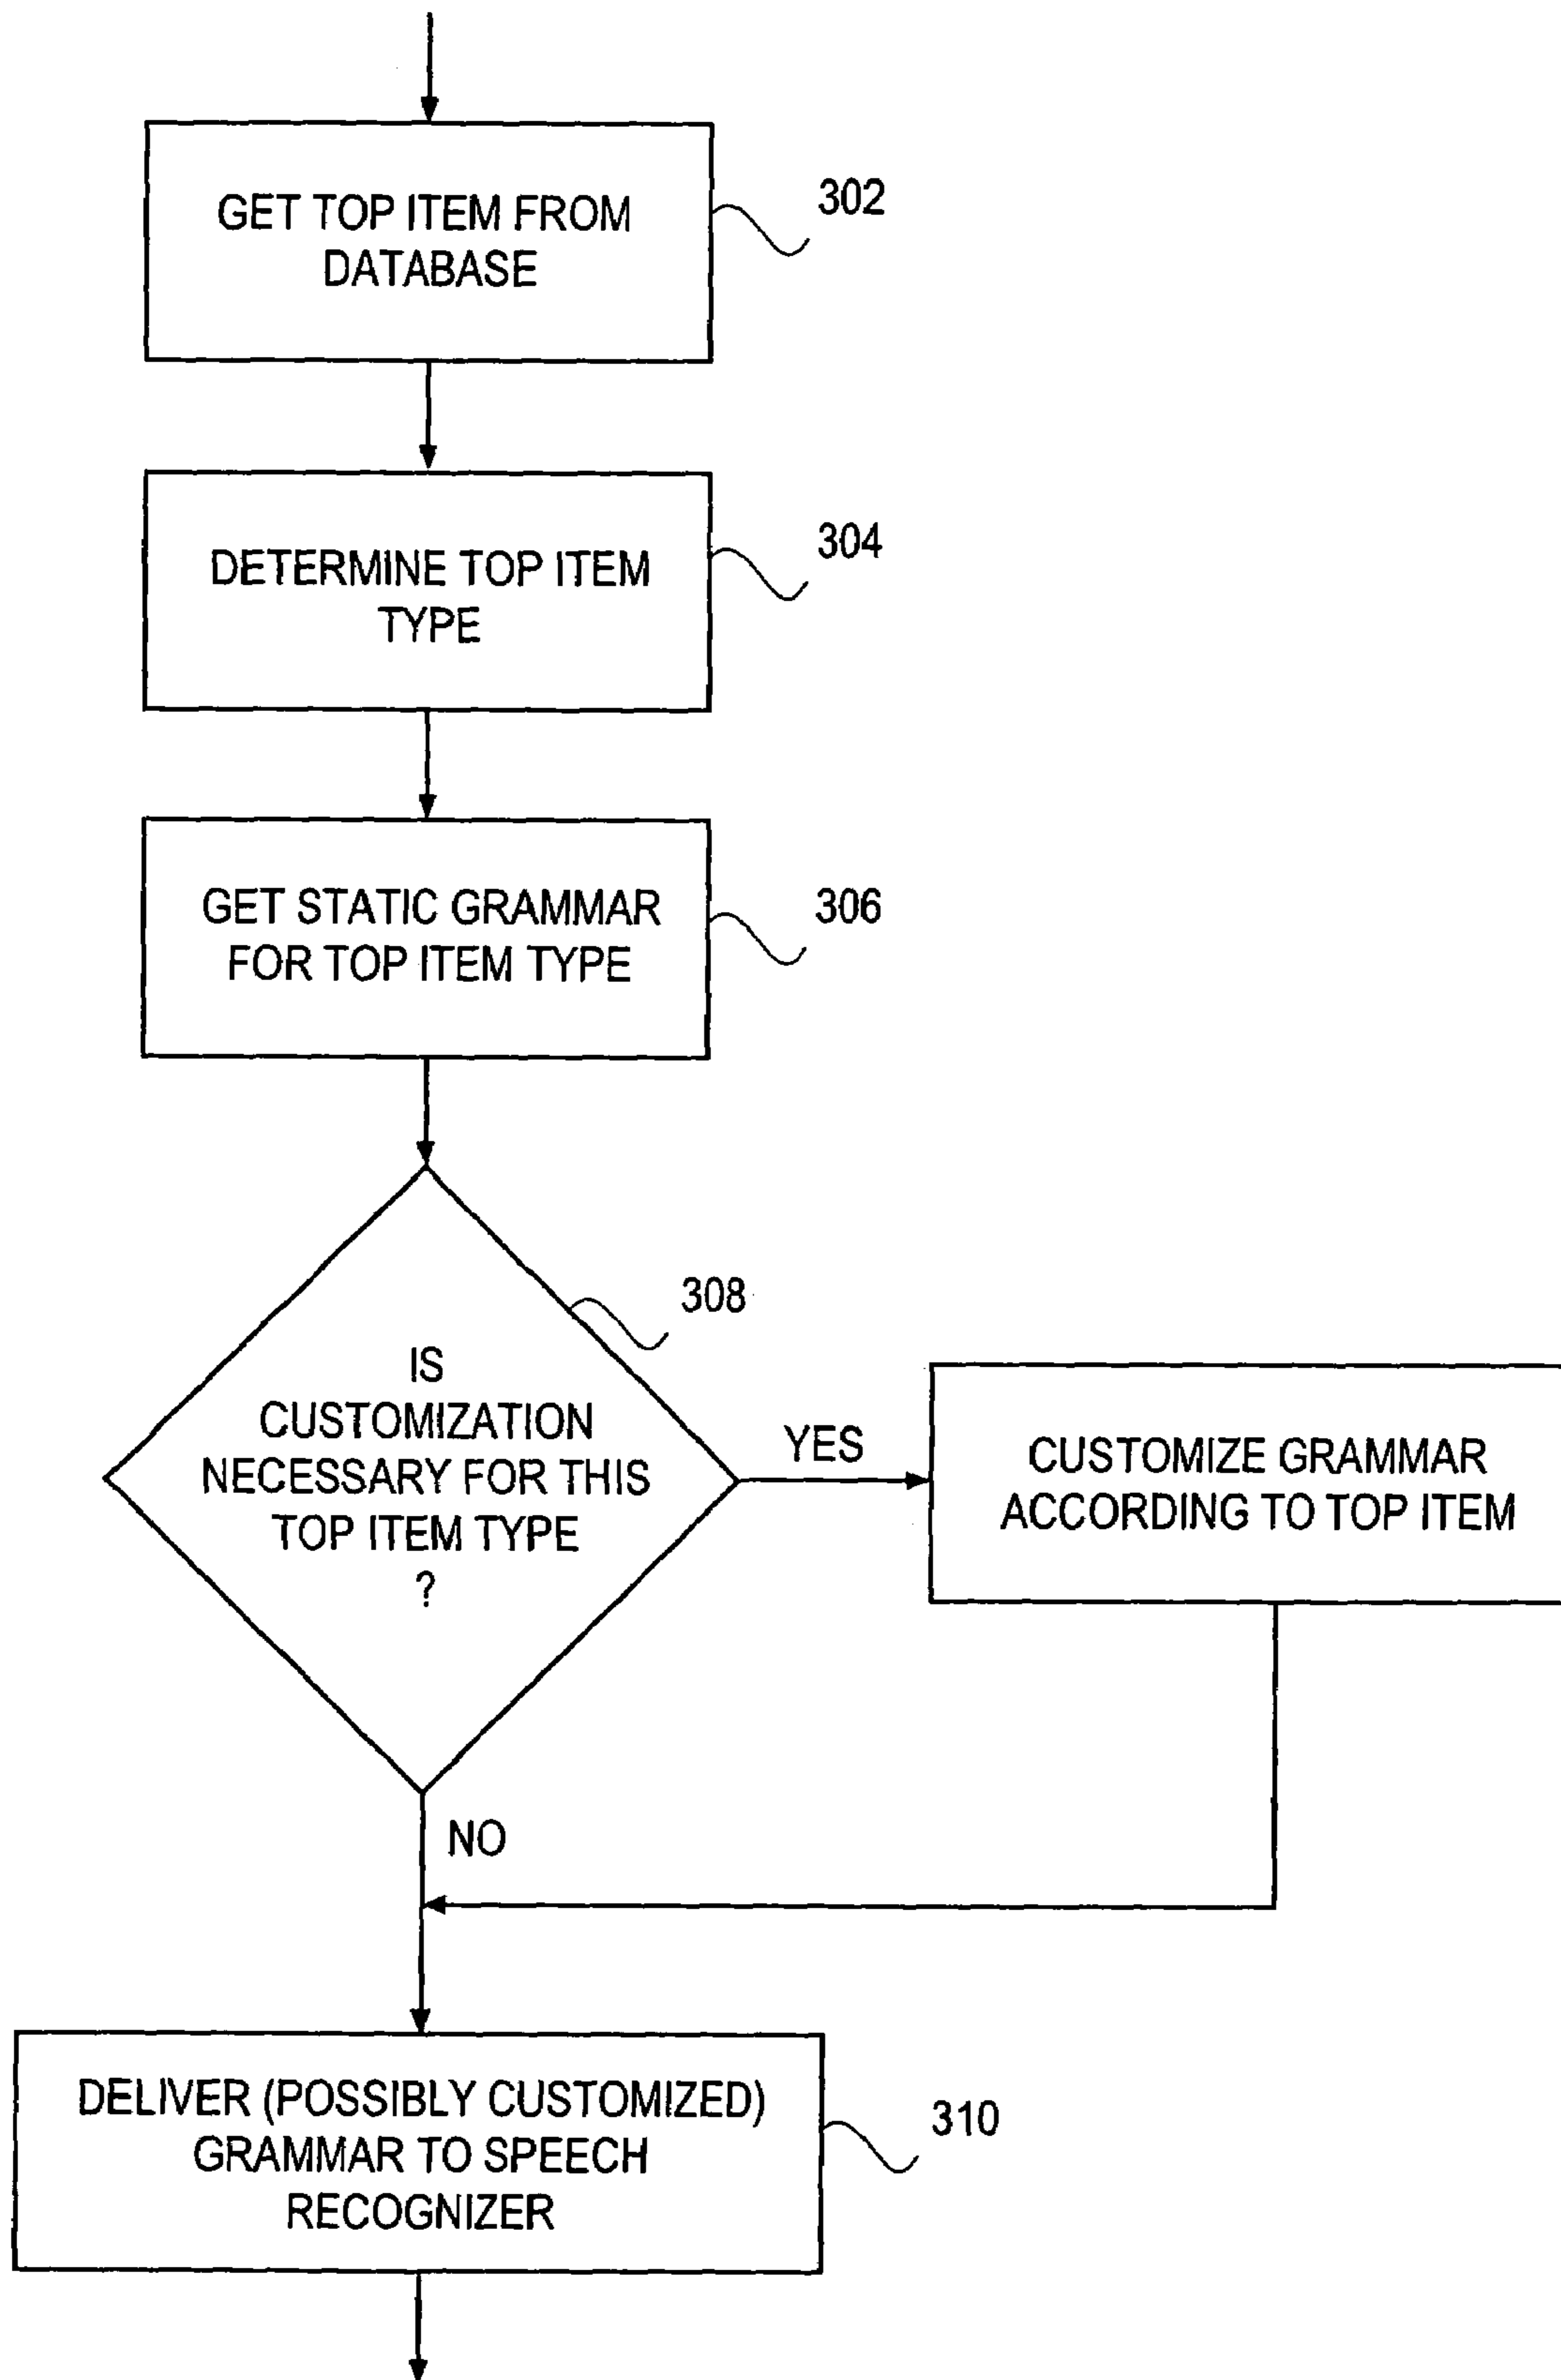 GET TOP ITEM FROM
DATABASE
302
DETERMINE TOP ITEM
TYPE
304
GET STATIC GRAMMAR
FOR TOP ITEM TYPE
306
308
IS
CUSTOMIZATION
NECESSARY FOR THIS
TOP ITEM TYPE
?
YES
CUSTOMIZE GRAMMAR
ACCORDING TO TOP ITEM
NO
DELIVER (POSSIBLY CUSTOMIZED)
GRAMMAR TO SPEECH
RECOGNIZER
310